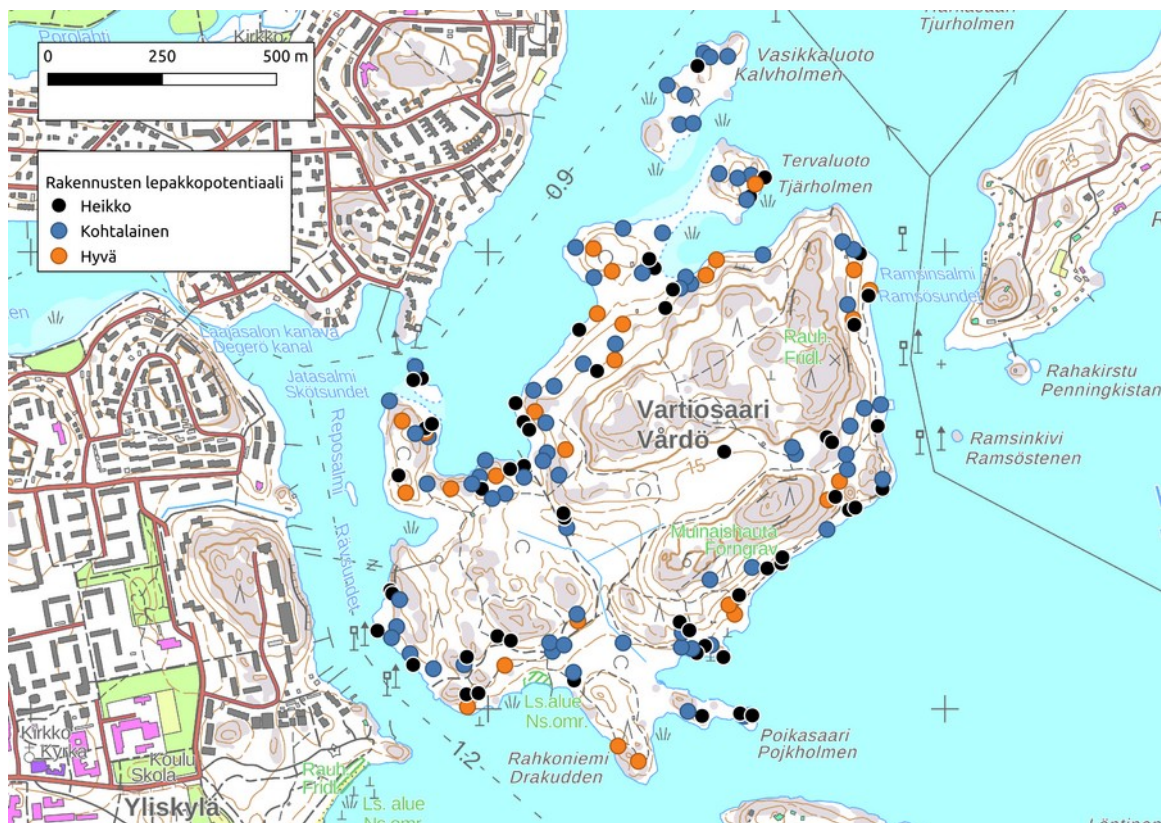 Porolahti
Kirkko
0 250 500 m
Rakennusten lepakkopotentiaali
Heikko
Kohtalainen
Hyvä
Tjurholmen
Vasikkaluoto
Kalvholmen
0.9
Tervaluoto
Tjärholmen
Ramsinsalmi
Ramsösundet
Laajasalon kanava
Degerö kanal
Jatasalmi
Skötsundet
Rauh.
Fridl.
Rahakirstu
Penningkistan
Reposalmi
Rävsundet
Vartiosaari
Vårdö
15
15
Ramsinkivi
Ramsöstenen
Muinaishauta
Forngrav
Ls.alue
Ns.omr.
Poikasaari
Pojkholmen
Rahkoniemi
Drakudden
1.2
Kirkko
Kyrka
Koulu
Skola
Rauh.
Fridl.
Yliskylä
Ls. alue
Ns.omr.